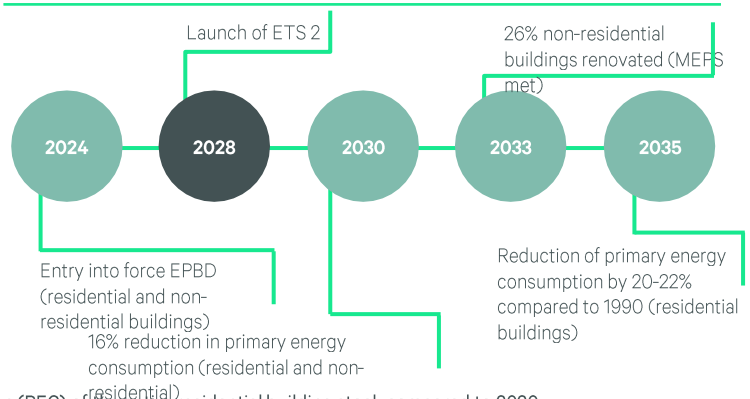 Launch of ETS 2
26% non-residential
buildings renovated (MEPS
met)
2024
2028
2030
2033
2035
Entry into force EPBD
(residential and non-
residential buildings)
16% reduction in primary energy
consumption (residential and non-
residential)
Reduction of primary energy
consumption by 20-22%
compared to 1990 (residential
buildings)